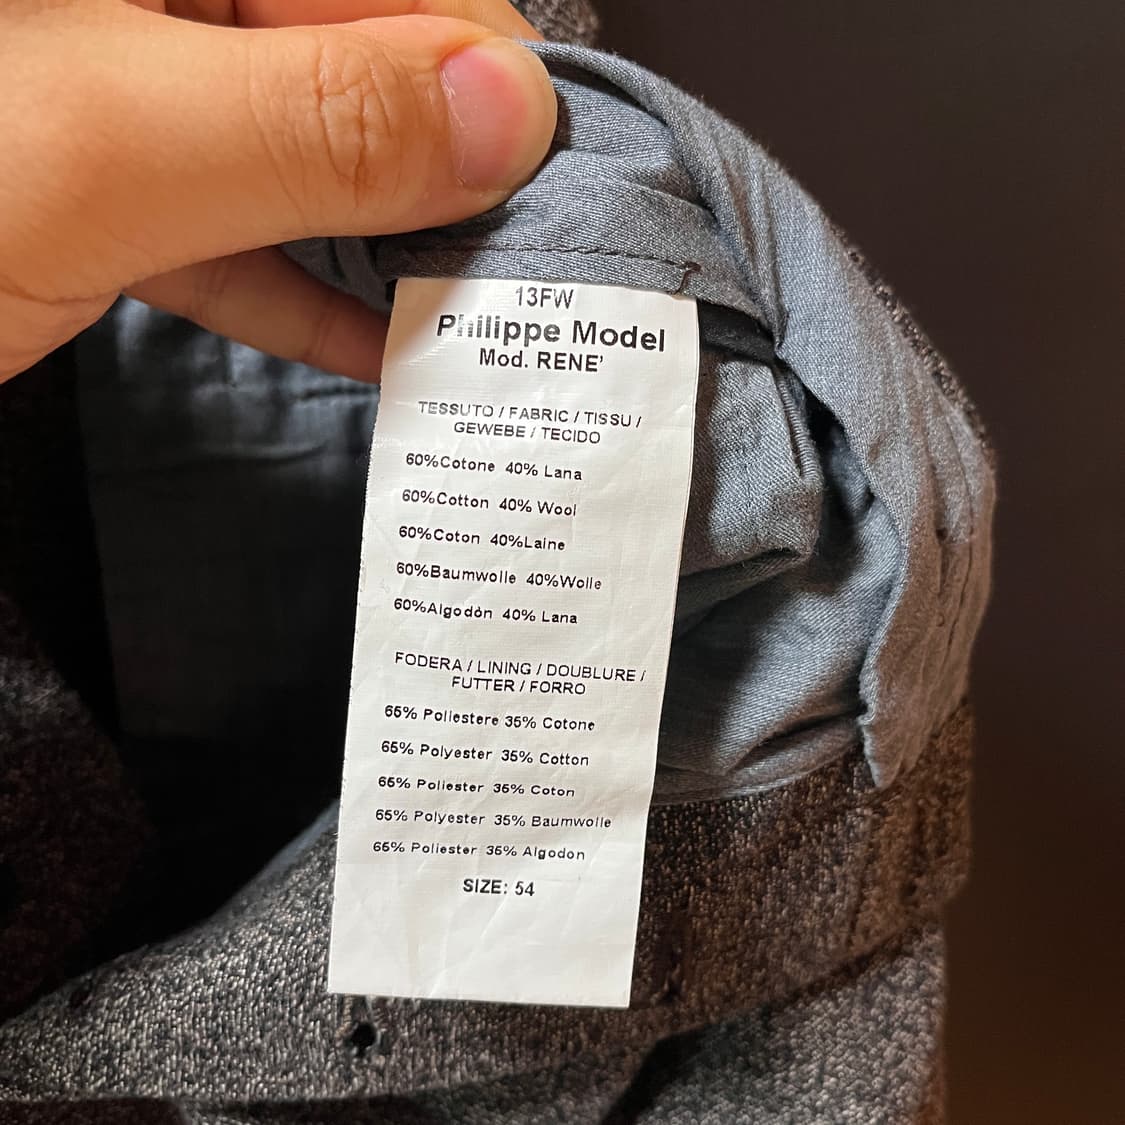 13FW
Philippe Model
Mod. RENE'
TESSUTO / FABRIC / TISSU /
GEWEBE / TECIDO
60%Cotone 40% Lana
60%Cotton 40% Wool
60%Coton 40%Laine
60%Baumwolle 40%Wolle
60%Algodòn 40% Lana
FODERA / LINING / DOUBLURE /
FUTTER / FORRO
65% Poliestere 35% Cotone
65% Polyester 35% Cotton
65% Poliester 35% Coton
65% Polyester 35% Baumwolle
65% Poliester 35% Algodon
SIZE: 54